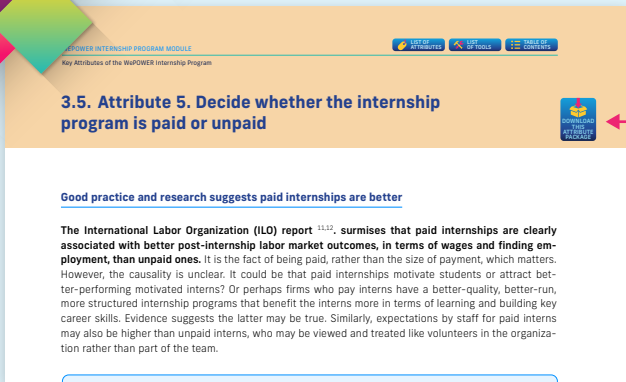 WEPOWER INTERNSHIP PROGRAM MODULE
LIST OF
ATTRIBUTES
LIST
OF TOOLS
TABLE OF
CONTENTS
Key Attributes of the WePOWER Internship Program
3.5. Attribute 5. Decide whether the internship
program is paid or unpaid
DOWNLOAD
THIS
ATTRIBUTE
PACKAGE
Good practice and research suggests paid internships are better
The International Labor Organization (ILO) report 11,12. surmises that paid internships are clearly
associated with better post-internship labor market outcomes, in terms of wages and finding em-
ployment, than unpaid ones. It is the fact of being paid, rather than the size of payment, which matters.
However, the causality is unclear. It could be that paid internships motivate students or attract bet-
ter-performing motivated interns? Or perhaps firms who pay interns have a better-quality, better-run,
more structured internship programs that benefit the interns more in terms of learning and building key
career skills. Evidence suggests the latter may be true. Similarly, expectations by staff for paid interns
may also be higher than unpaid interns, who may be viewed and treated like volunteers in the organiza-
tion rather than part of the team.